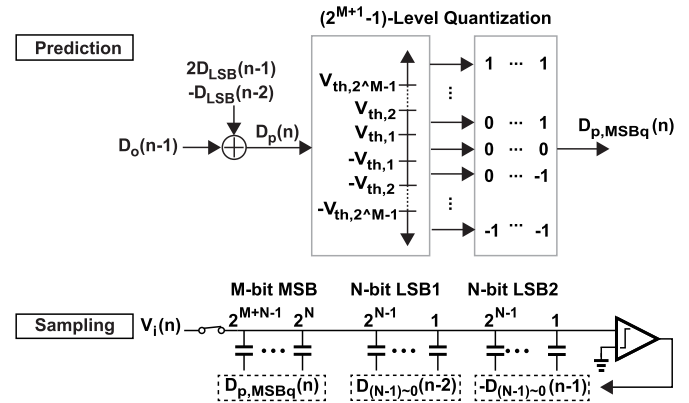 (2^{M+1}-1)-Level Quantization
Prediction
2D_{LSB}(n-1)
-D_{LSB}(n-2)
D_o(n-1)
D_p(n)
V_{th,2^M-1}
V_{th,2}
V_{th,1}
-V_{th,1}
-V_{th,2}
-V_{th,2^M-1}
1 ··· 1
⋮
0 ··· 1
0 ··· 0
0 ··· -1
⋮
-1 ··· -1
D_{p,MSBq}(n)
M-bit MSB N-bit LSB1 N-bit LSB2
Sampling
V_i(n)
2^{M+N-1} 2^N 2^{N-1} 1 2^{N-1} 1
··· ··· ···
D_{p,MSBq}(n) D_{(N-1)~0}(n-2) -D_{(N-1)~0}(n-1)